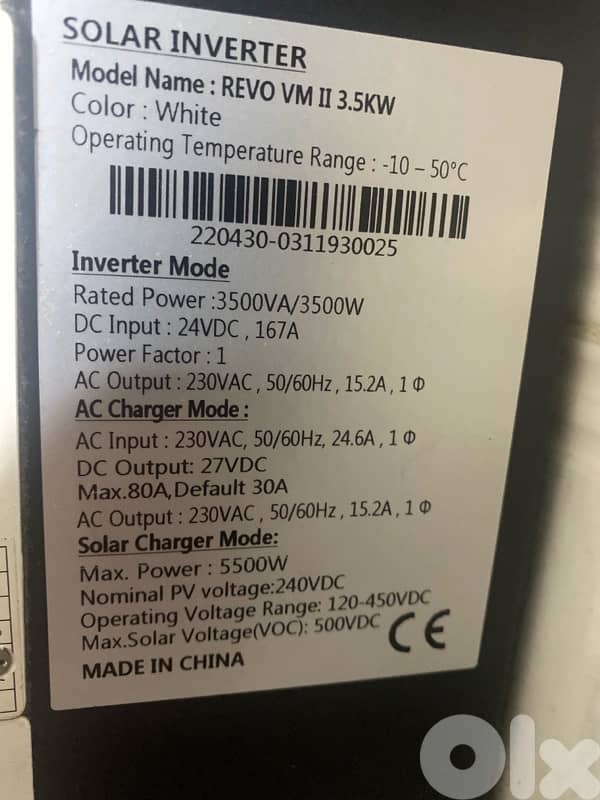 SOLAR INVERTER
Model Name : REVO VM II 3.5KW
Color : White
Operating Temperature Range : -10 – 50°C
220430-0311930025
Inverter Mode
Rated Power :3500VA/3500W
DC Input : 24VDC , 167A
Power Factor : 1
AC Output : 230VAC , 50/60Hz , 15.2A , 1 Φ
AC Charger Mode :
AC Input : 230VAC, 50/60Hz, 24.6A , 1 Φ
DC Output: 27VDC
Max.80A,Default 30A
AC Output : 230VAC , 50/60Hz , 15.2A , 1 Φ
Solar Charger Mode:
Max. Power : 5500W
Nominal PV voltage:240VDC
Operating Voltage Range: 120-450VDC
Max.Solar Voltage(VOC): 500VDC
CE
MADE IN CHINA
olx